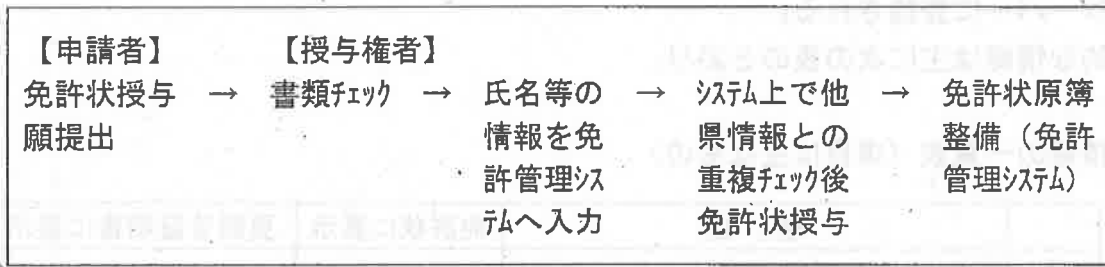 【申請者】 【授与権者】
免許状授与 → 書類チェック → 氏名等の → システム上で他 → 免許状原簿
願提出 情報を免 県情報との 整備（免許
許管理シス 重複チェック後 管理システム）
テムへ入力 免許状授与